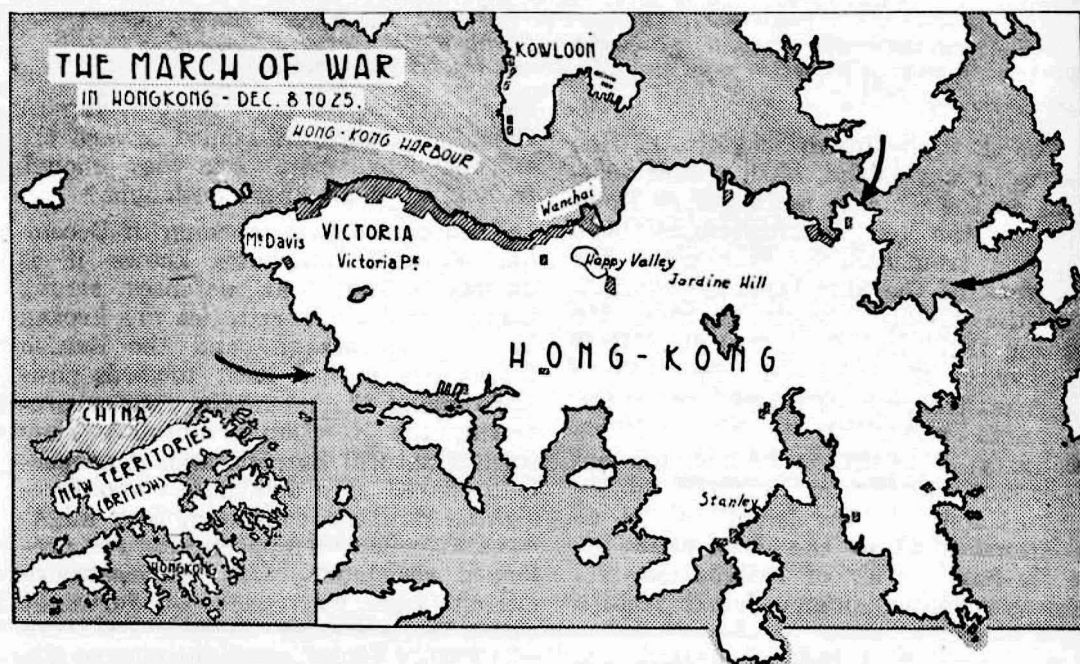 THE MARCH OF WAR
IN HONGKONG - DEC. 8 TO 25.
KOWLOON
HONG-KONG HARBOUR
Wanchai
Mt Davis
VICTORIA
Victoria Pk
Happy Valley
Jardine Hill
HONG-KONG
Stanley
CHINA
NEW TERRITORIES
(BRITISH)
HONGKONG